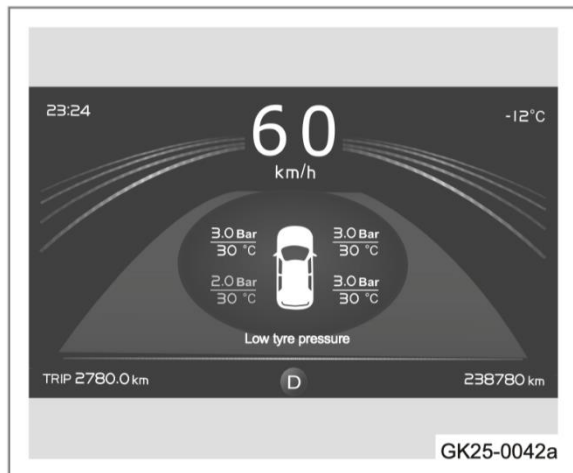 23:24
60
-12°C
km/h
3.0 Bar
30 °C
3.0 Bar
30 °C
2.0 Bar
30 °C
3.0 Bar
30 °C
Low tyre pressure
TRIP 2780.0 km
D
238780 km
GK25-0042a